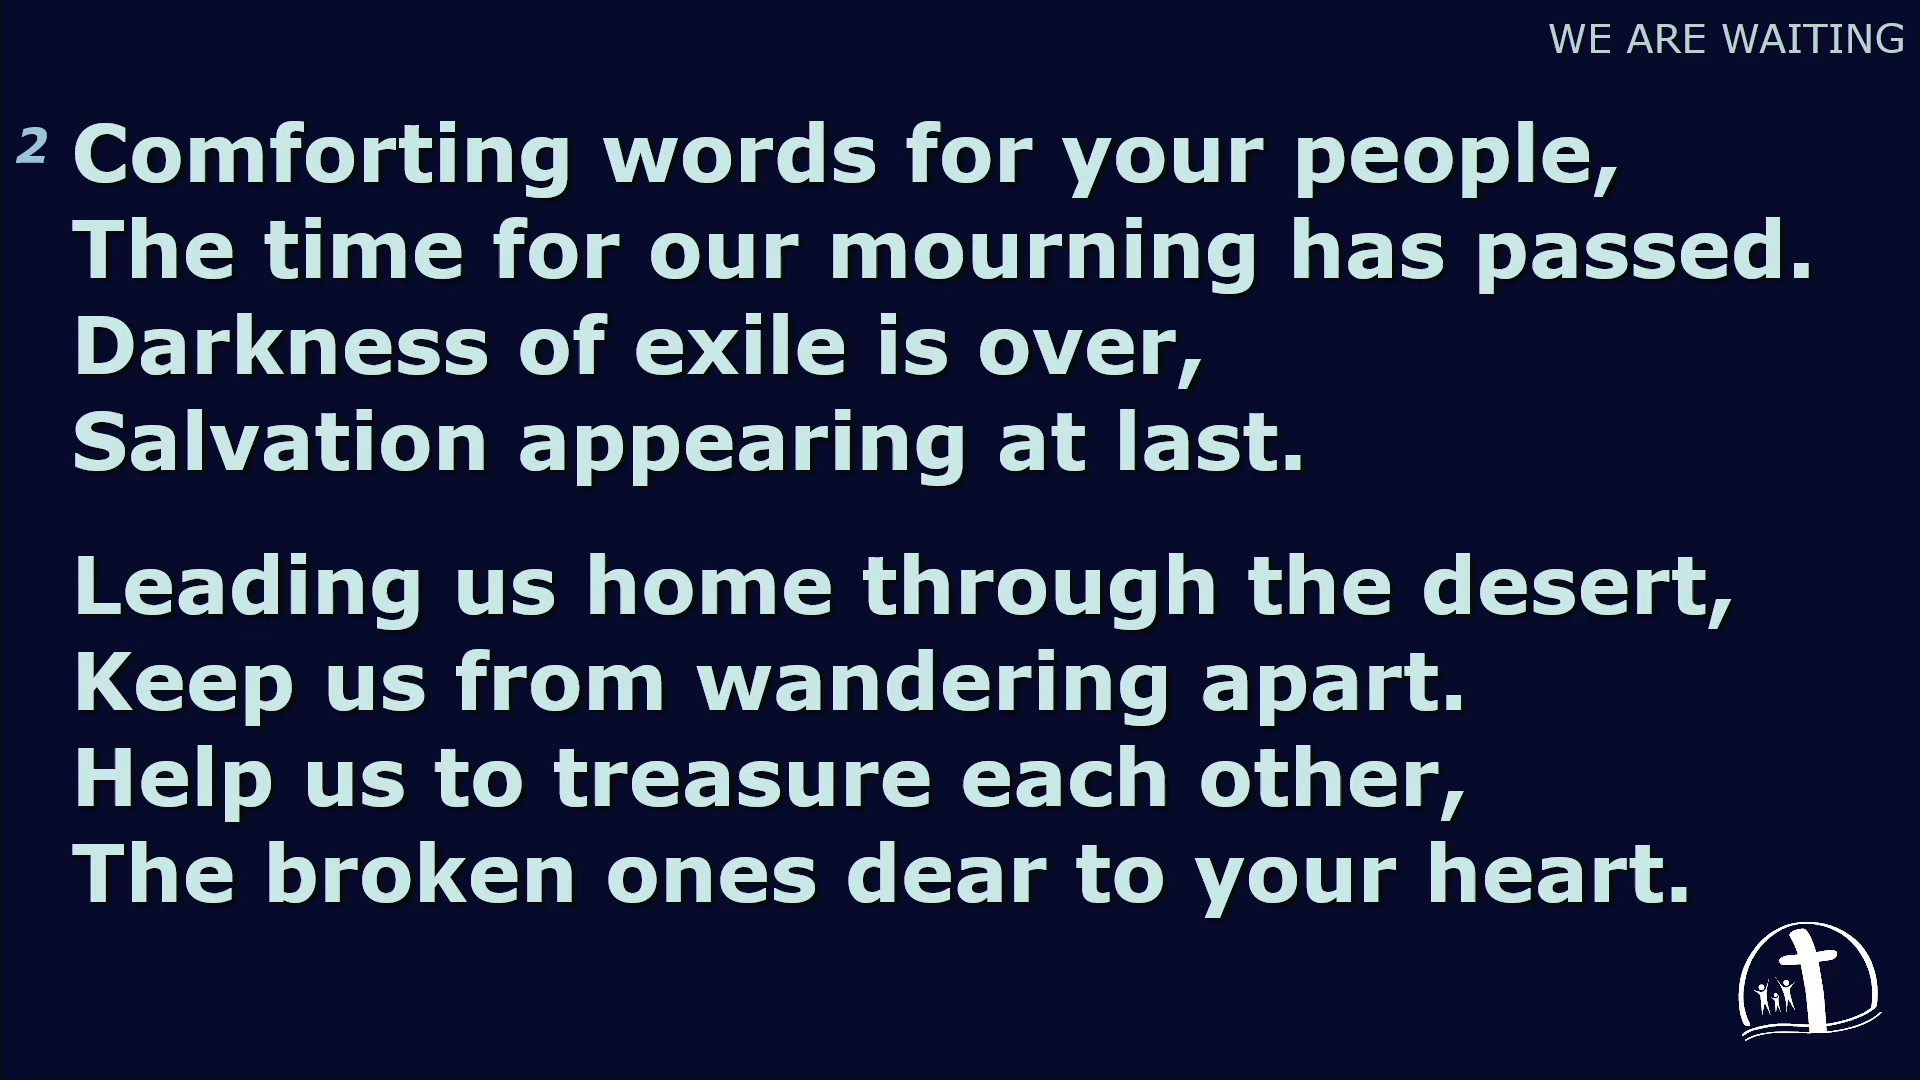 WE ARE WAITING
2 Comforting words for your people,
The time for our mourning has passed.
Darkness of exile is over,
Salvation appearing at last.
Leading us home through the desert,
Keep us from wandering apart.
Help us to treasure each other,
The broken ones dear to your heart.